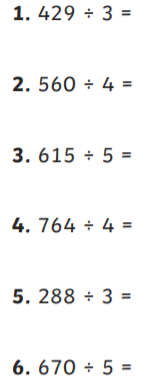 1. 429 ÷ 3 =
2. 560 ÷ 4 =
3. 615 ÷ 5 =
4. 764 ÷ 4 =
5. 288 ÷ 3 =
6. 670 ÷ 5 =